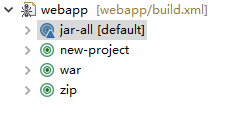 webapp [webapp/build.xml]
jar-all [default]
new-project
war
zip